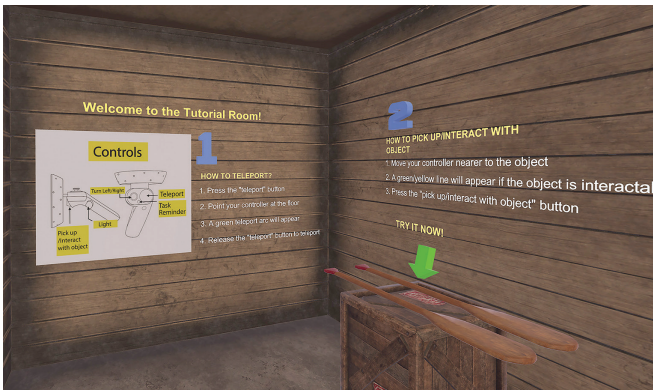 Welcome to the Tutorial Room!
Controls
Turn Left/Right
Teleport
Task
Reminder
Light
Pick up
/Interact
with object
1
HOW TO TELEPORT?
1. Press the "teleport" button
2. Point your controller at the floor
3. A green teleport arc will appear
4. Release the "teleport" button to teleport
2
HOW TO PICK UP/INTERACT WITH
OBJECT
1. Move your controller nearer to the object
2. A green/yellow line will appear if the object is interactal
3. Press the "pick up/interact with object" button
TRY IT NOW!